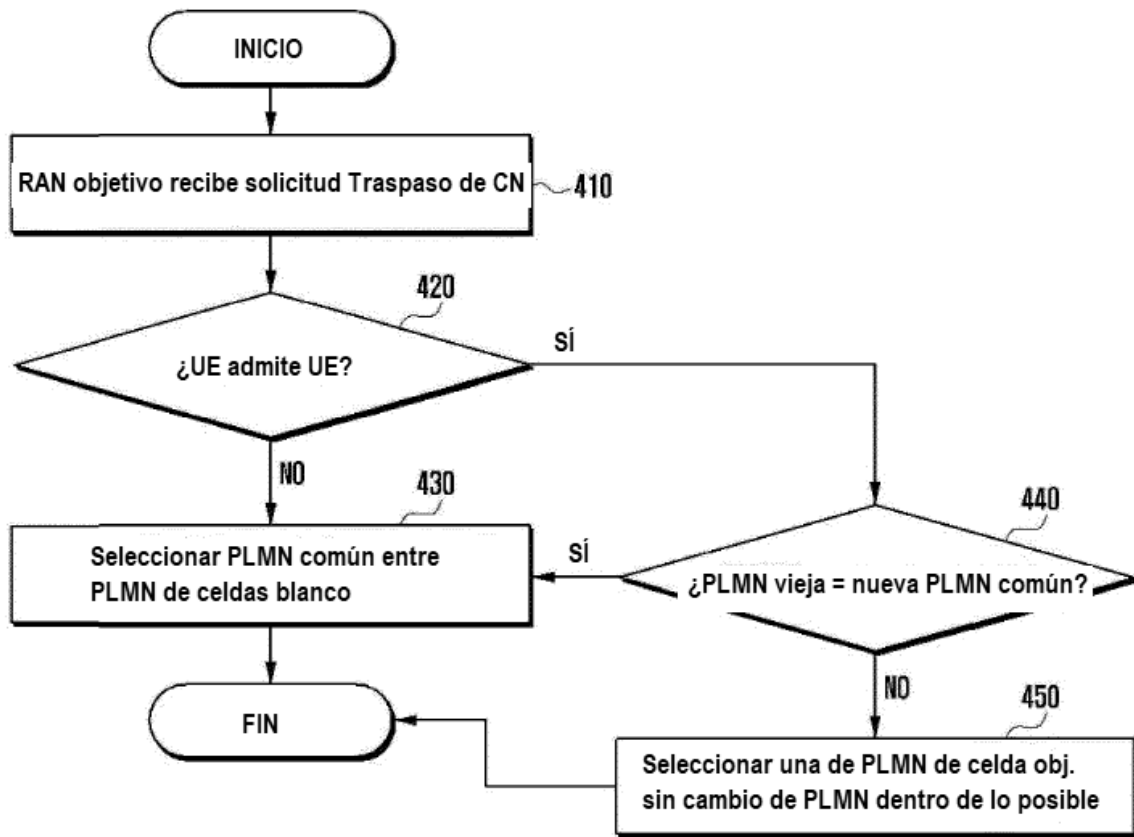 INICIO
RAN objetivo recibe solicitud Traspaso de CN
410
420
¿UE admite UE?
SÍ
NO
430
Seleccionar PLMN común entre
PLMN de celdas blanco
440
SÍ
¿PLMN vieja = nueva PLMN común?
NO
FIN
450
Seleccionar una de PLMN de celda obj.
sin cambio de PLMN dentro de lo posible